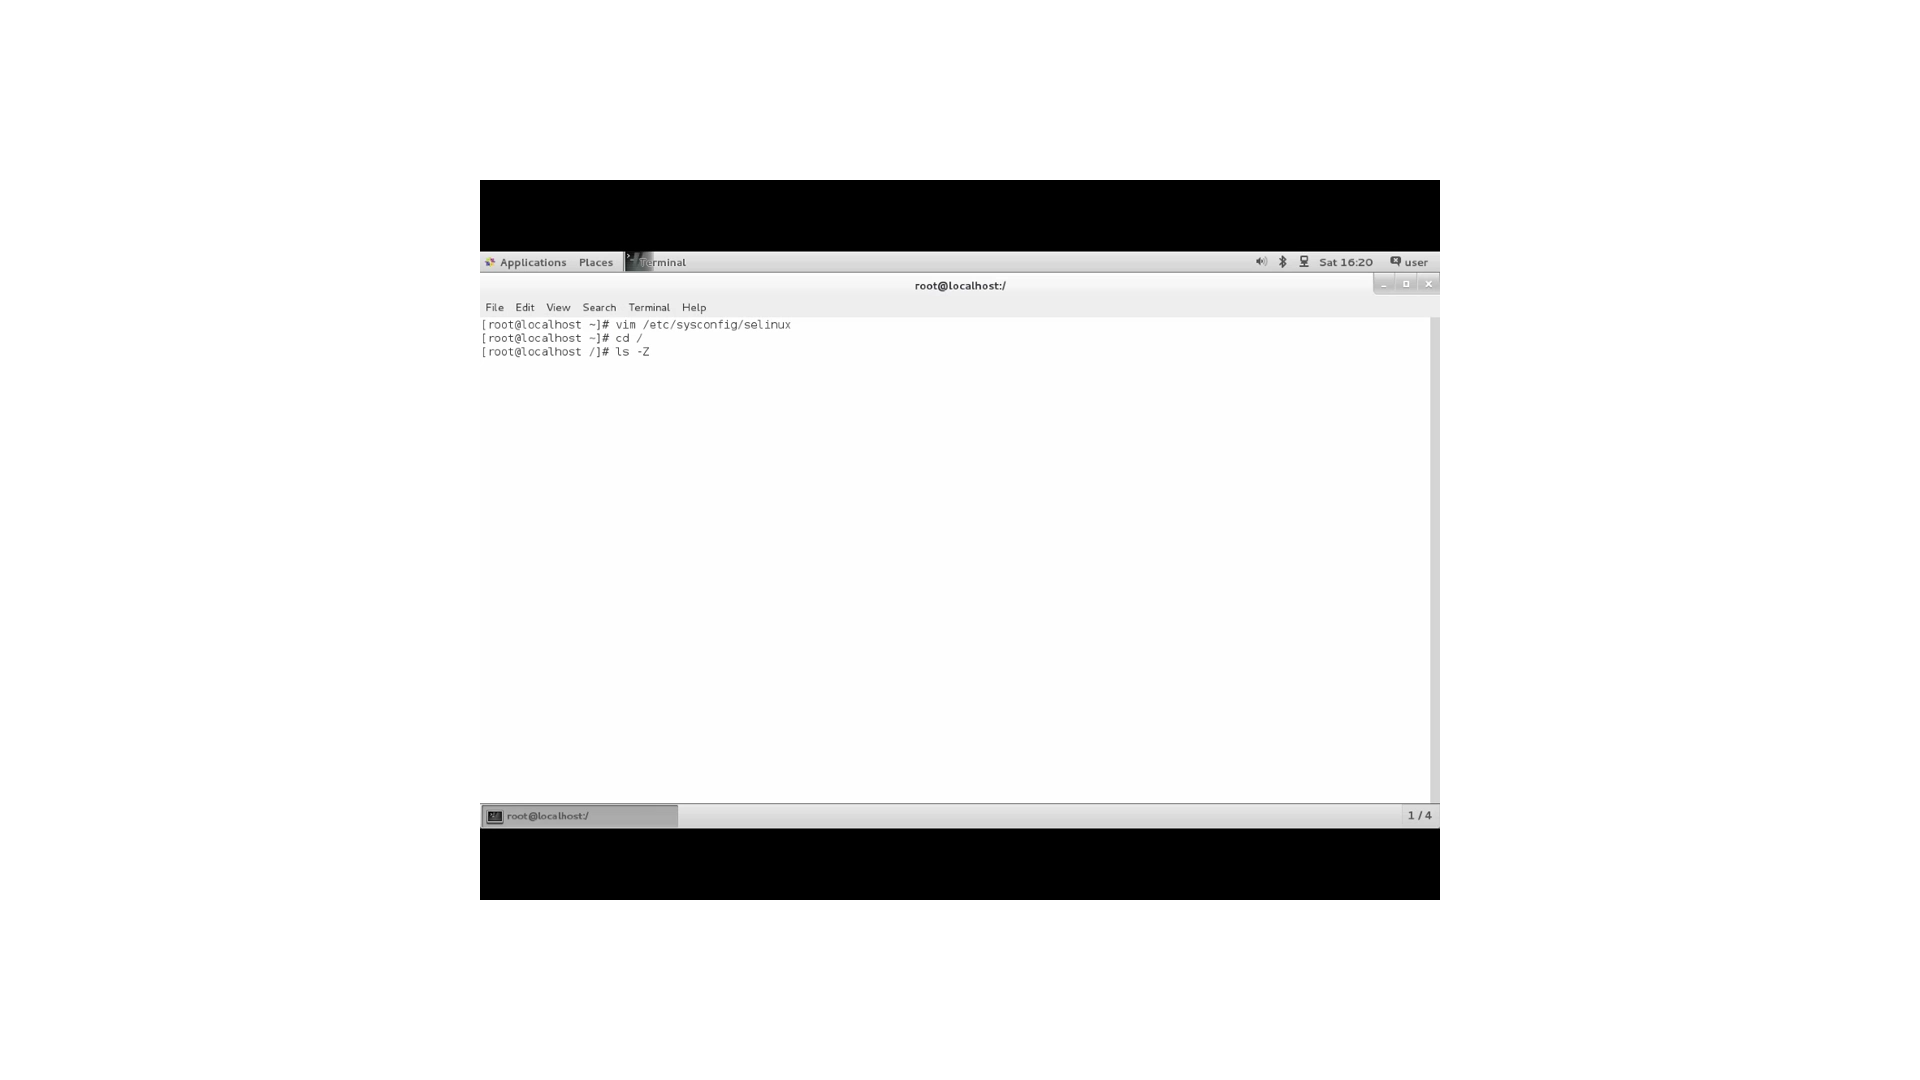 Applications Places Terminal Sat 16:20 user
root@localhost:/
File Edit View Search Terminal Help
[root@localhost ~]# vim /etc/sysconfig/selinux
[root@localhost ~]# cd /
[root@localhost /]# ls -Z
root@localhost:/ 1 / 4